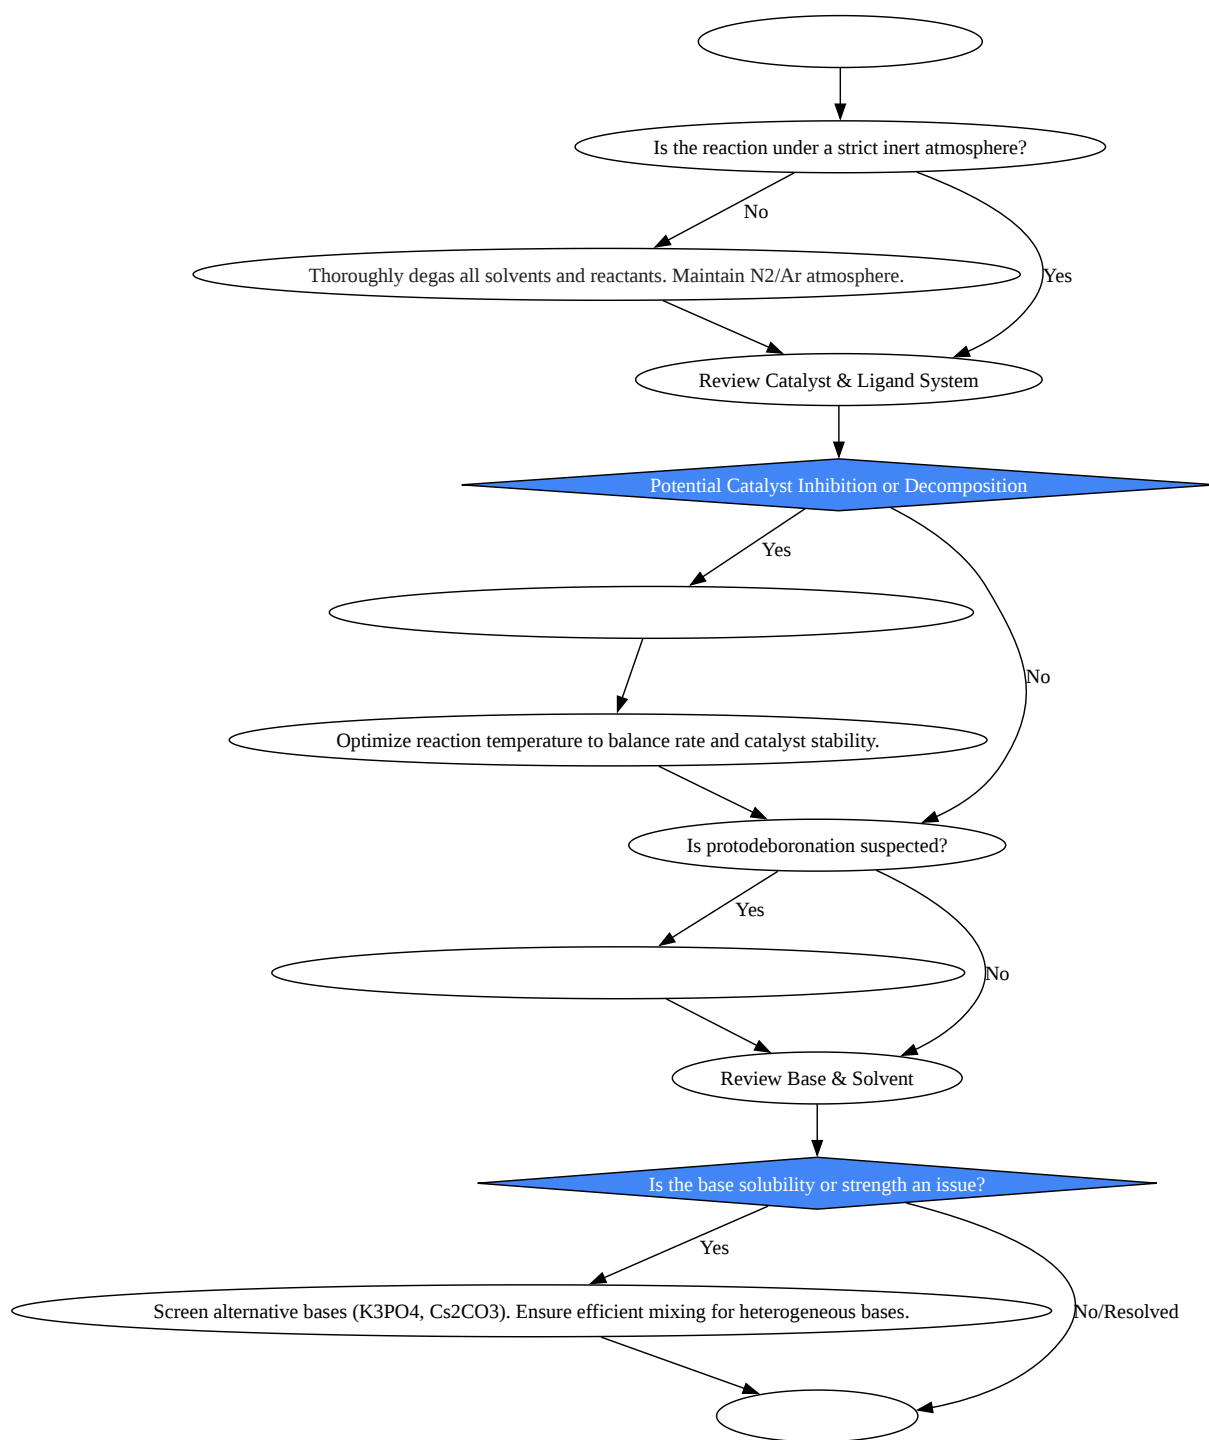 Is the reaction under a strict inert atmosphere?
No
Thoroughly degas all solvents and reactants. Maintain N2/Ar atmosphere.
Yes
Review Catalyst & Ligand System
Potential Catalyst Inhibition or Decomposition
Yes
No
Optimize reaction temperature to balance rate and catalyst stability.
Is protodeboronation suspected?
Yes
No
Review Base & Solvent
Is the base solubility or strength an issue?
Yes
Screen alternative bases (K3PO4, Cs2CO3). Ensure efficient mixing for heterogeneous bases.
No/Resolved